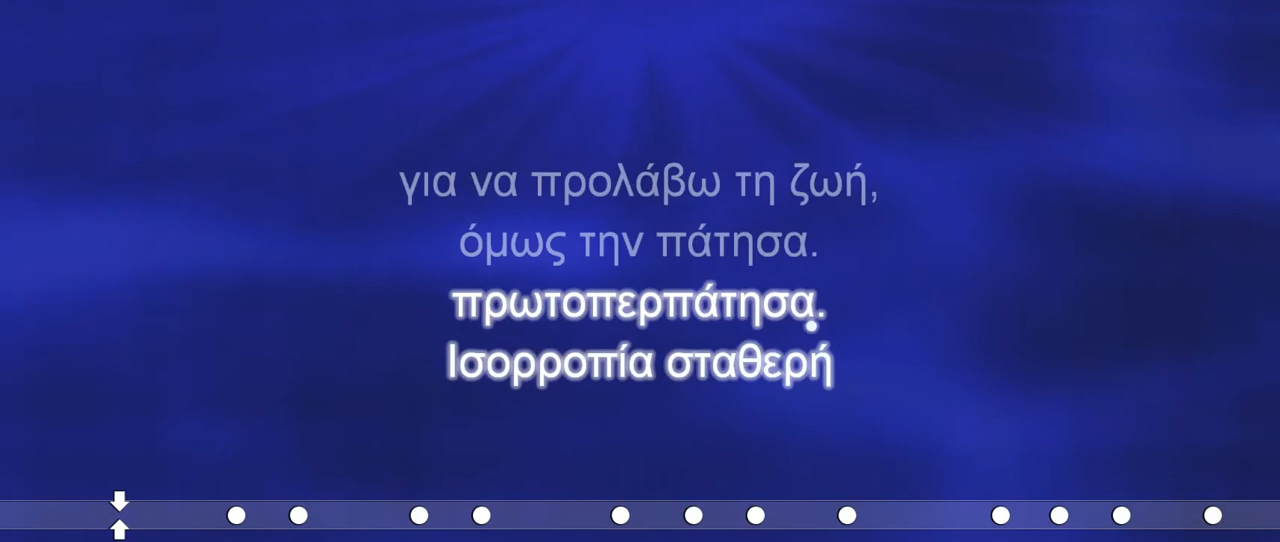 για να προλάβω τη ζωή,
όμως την πάτησα.
πρωτοπερπάτησα.
Ισορροπία σταθερή